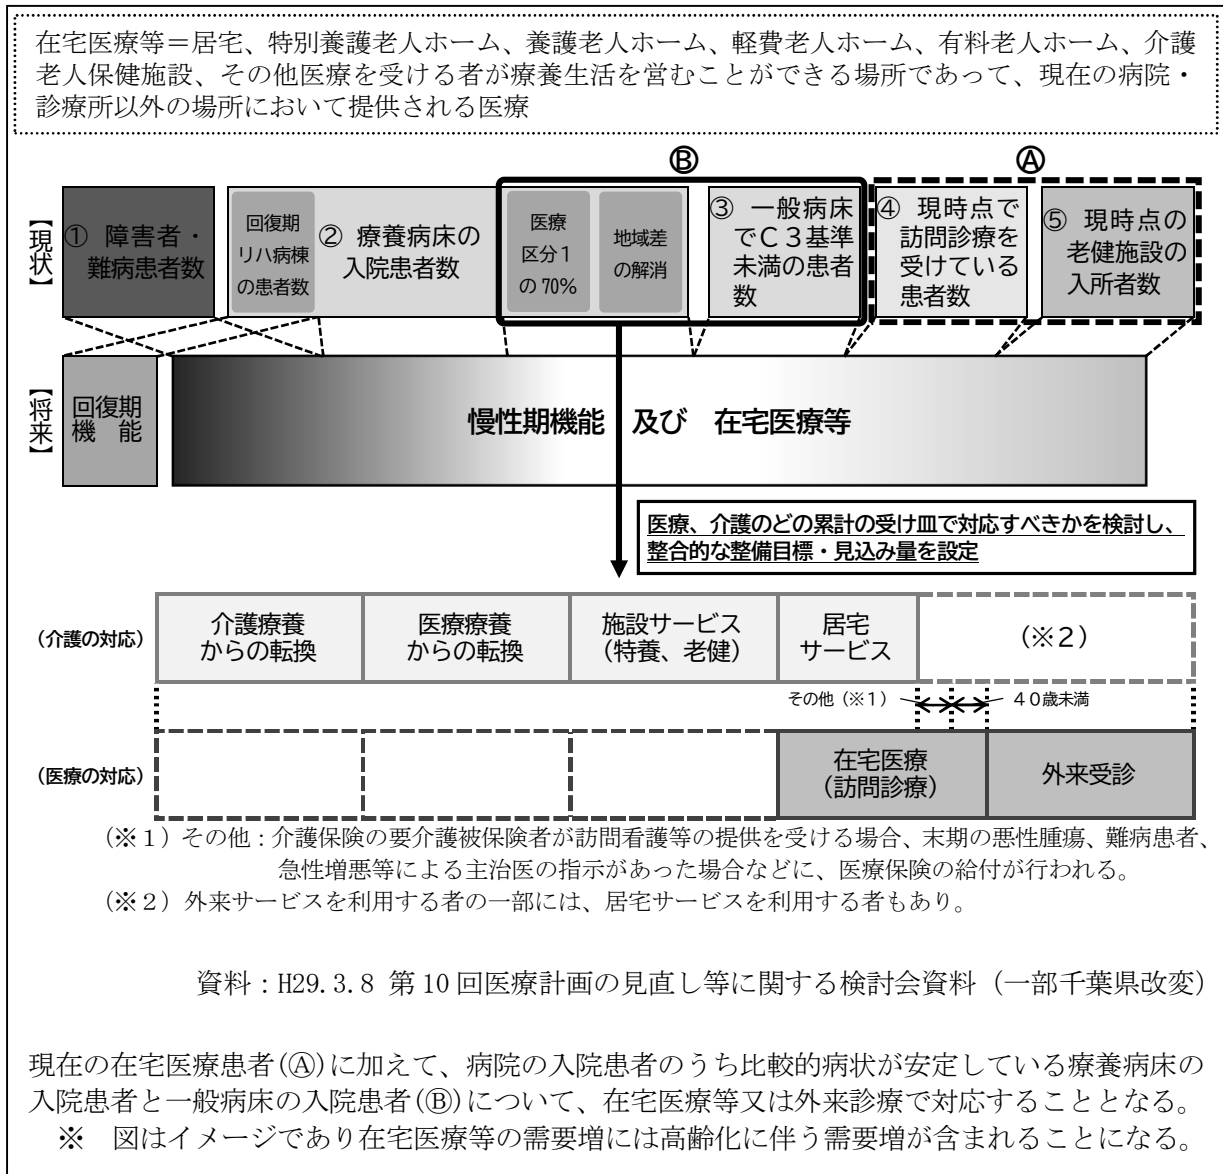 在宅医療等＝居宅、特別養護老人ホーム、養護老人ホーム、軽費老人ホーム、有料老人ホーム、介護
老人保健施設、その他医療を受ける者が療養生活を営むことができる場所であって、現在の病院・
診療所以外の場所において提供される医療
Ⓑ
Ⓐ
【現状】
① 障害者・
難病患者数
回復期
リハ病棟
の患者数
② 療養病床の
入院患者数
医療
区分１
の 70％
地域差
の解消
③ 一般病床
でＣ３基準
未満の患者
数
④ 現時点で
訪問診療を
受けている
患者数
⑤ 現時点の
老健施設の
入所者数
【将来】
回復期
機　能
慢性期機能　及び　在宅医療等
医療、介護のどの累計の受け皿で対応すべきかを検討し、
整合的な整備目標・見込み量を設定
（介護の対応）
介護療養
からの転換
医療療養
からの転換
施設サービス
（特養、老健）
居宅
サービス
（※２）
その他（※１）
４０歳未満
（医療の対応）
在宅医療
（訪問診療）
外来受診
（※１）その他：介護保険の要介護被保険者が訪問看護等の提供を受ける場合、末期の悪性腫瘍、難病患者、
急性増悪等による主治医の指示があった場合などに、医療保険の給付が行われる。
（※２）外来サービスを利用する者の一部には、居宅サービスを利用する者もあり。
資料：H29.3.8 第 10 回医療計画の見直し等に関する検討会資料（一部千葉県改変）
現在の在宅医療患者(Ⓐ)に加えて、病院の入院患者のうち比較的病状が安定している療養病床の
入院患者と一般病床の入院患者(Ⓑ)について、在宅医療等又は外来診療で対応することとなる。
※　図はイメージであり在宅医療等の需要増には高齢化に伴う需要増が含まれることになる。